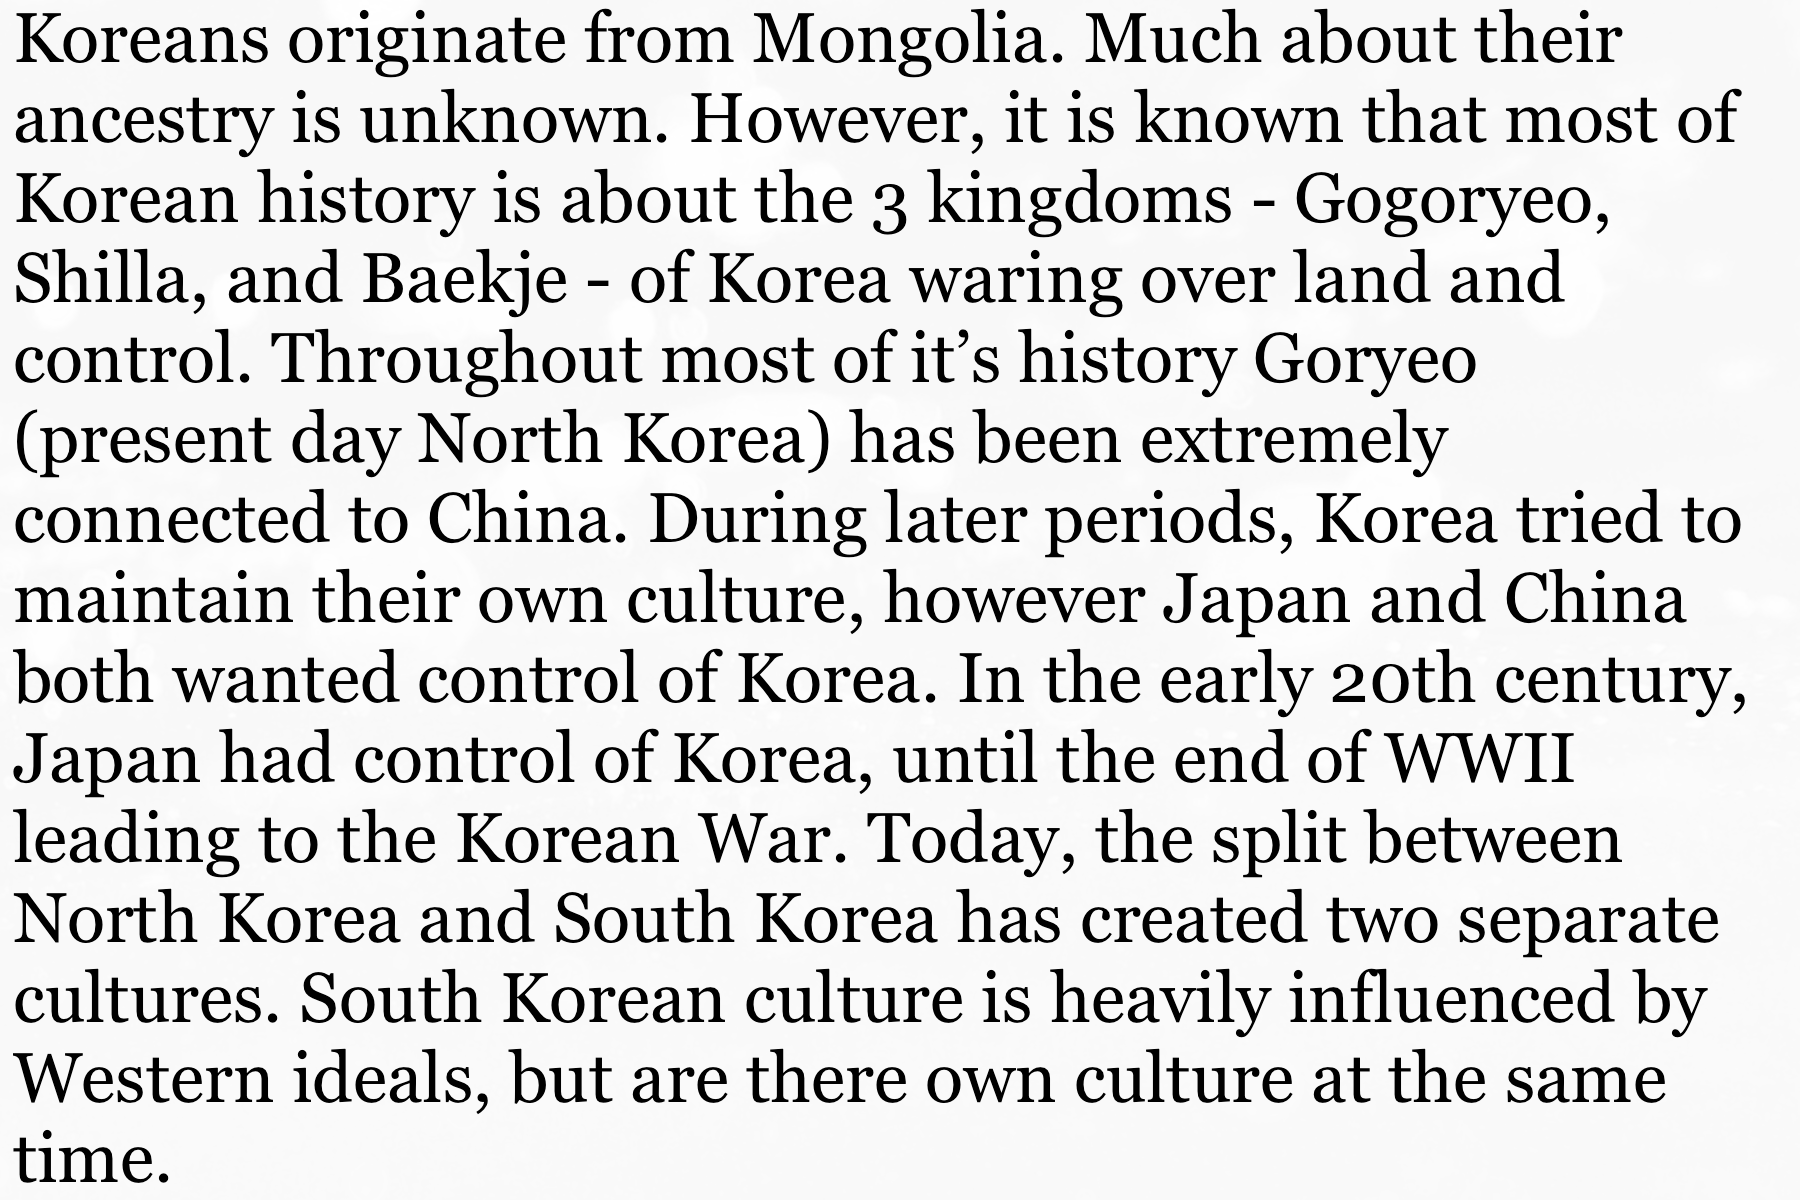 Koreans originate from Mongolia. Much about their
ancestry is unknown. However, it is known that most of
Korean history is about the 3 kingdoms - Gogoryeo,
Shilla, and Baekje - of Korea waring over land and
control. Throughout most of it’s history Goryeo
(present day North Korea) has been extremely
connected to China. During later periods, Korea tried to
maintain their own culture, however Japan and China
both wanted control of Korea. In the early 20th century,
Japan had control of Korea, until the end of WWII
leading to the Korean War. Today, the split between
North Korea and South Korea has created two separate
cultures. South Korean culture is heavily influenced by
Western ideals, but are there own culture at the same
time.